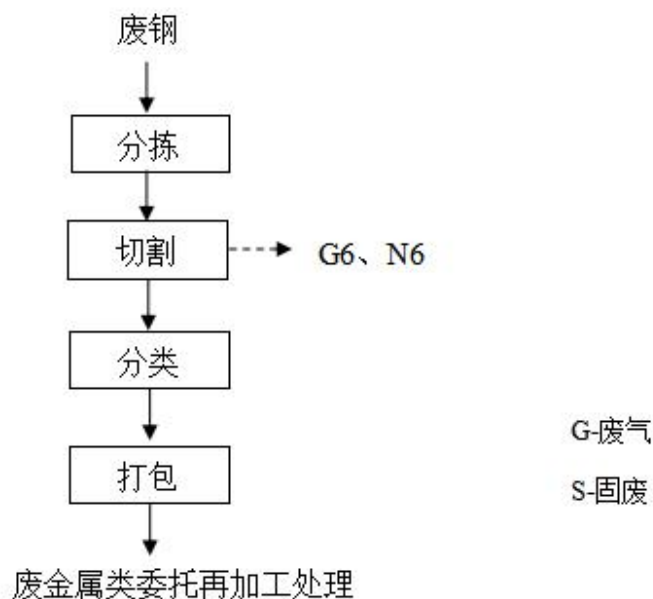 废钢
分拣
切割
G6、N6
分类
G-废气
打包
S-固废
废金属类委托再加工处理